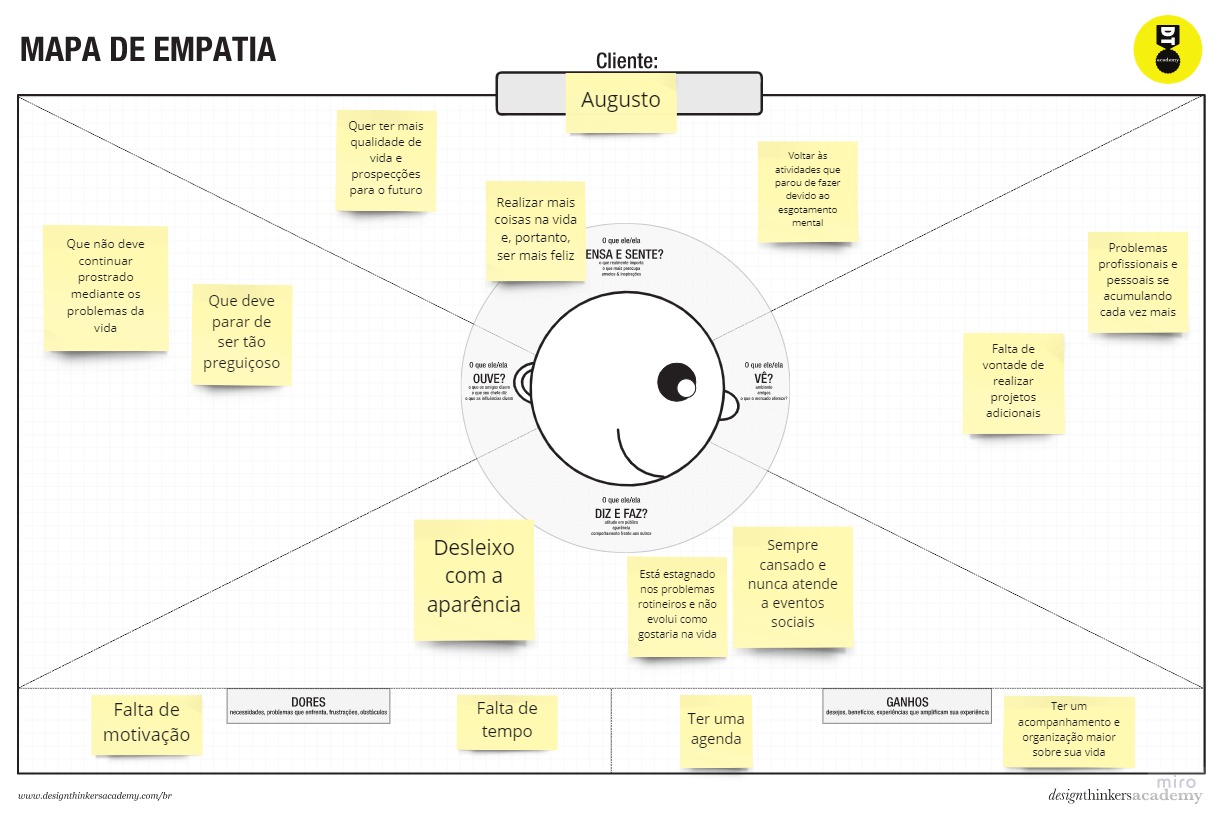 MAPA DE EMPATIA
DT
academy
Cliente:
Augusto
Quer ter mais
qualidade de
vida e
prospecções
para o futuro
Realizar mais
coisas na vida
e, portanto,
ser mais feliz
Voltar às
atividades que
parou de fazer
devido ao
esgotamento
mental
O que ele/ela
ENSA E SENTE?
o que realmente importa
o que mais preocupa
anseios & inspirações
Que não deve
continuar
prostrado
mediante os
problemas da
vida
Que deve
parar de
ser tão
preguiçoso
O que ele/ela
OUVE?
o que os amigos dizem
o que seu chefe diz
o que as influências dizem
O que ele/ela
VÊ?
ambiente
amigos
o que o mercado oferece?
Problemas
profissionais e
pessoais se
acumulando
cada vez mais
Falta de
vontade de
realizar
projetos
adicionais
O que ele/ela
DIZ E FAZ?
atitude em público
aparência
comportamento frente aos outros
Desleixo
com a
aparência
Está estagnado
nos problemas
rotineiros e não
evolui como
gostaria na vida
Sempre
cansado e
nunca atende
a eventos
sociais
DORES
necessidades, problemas que enfrenta, frustrações, obstáculos
Falta de
motivação
Falta de
tempo
GANHOS
desejos, benefícios, experiências que amplificam sua experiência
Ter uma
agenda
Ter um
acompanhamento e
organização maior
sobre sua vida
www.designthinkersacademy.com/br
miro
designthinkersacademy